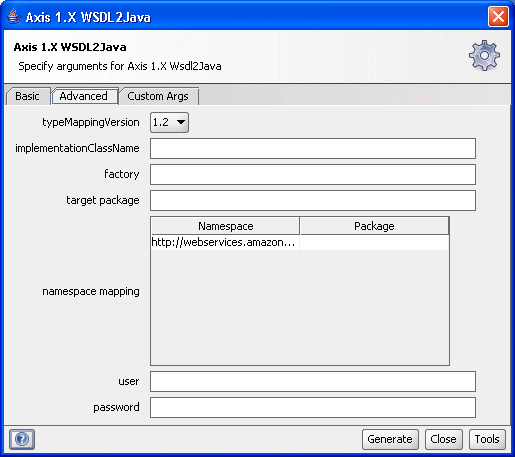 Axis 1.X WSDL2Java
Axis 1.X WSDL2Java
Specify arguments for Axis 1.X Wsdl2Java
Basic Advanced Custom Args
typeMappingVersion 1.2
implementationClassName
factory
target package
Namespace Package
http://webservices.amazon...
namespace mapping
user
password
? Generate Close Tools